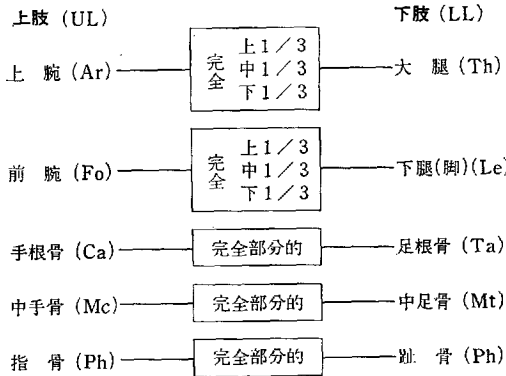 上肢 (UL) 下肢 (LL)
上腕 (Ar) 完全 上1／3 中1／3 下1／3 大腿 (Th)
前腕 (Fo) 完全 上1／3 中1／3 下1／3 下腿(脚)(Le)
手根骨 (Ca) 完全部分的 足根骨 (Ta)
中手骨 (Mc) 完全部分的 中足骨 (Mt)
指骨 (Ph) 完全部分的 趾骨 (Ph)